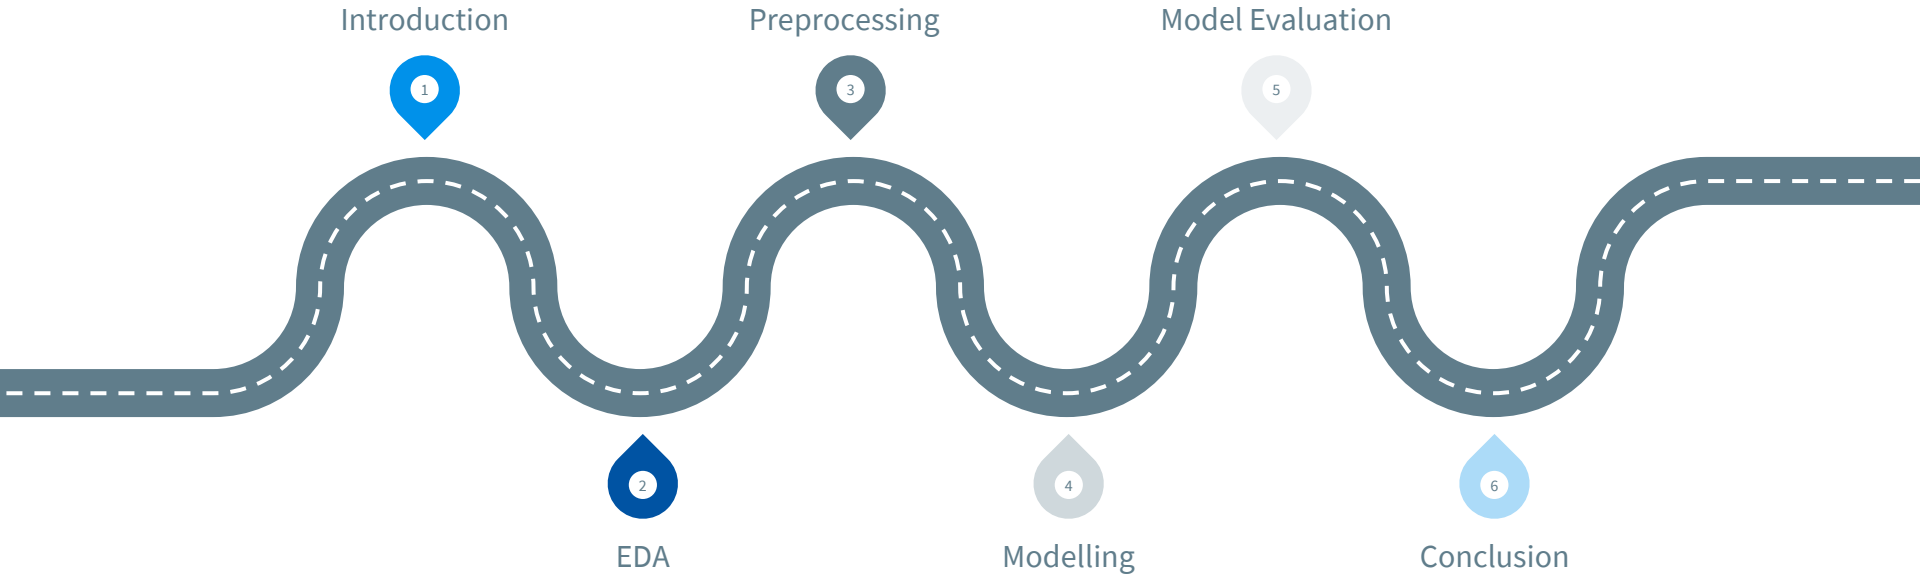 Introduction
1
EDA
2
Preprocessing
3
Modelling
4
Model Evaluation
5
Conclusion
6